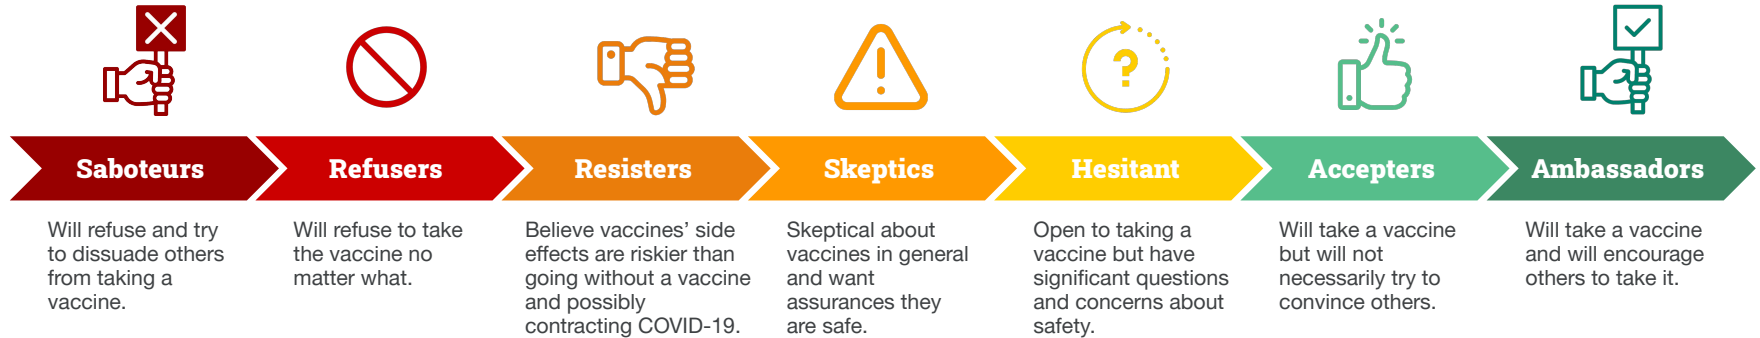 Saboteurs
Refusers
Resisters
Skeptics
Hesitant
Accepters
Ambassadors
Will refuse and try
to dissuade others
from taking a
vaccine.
Will refuse to take
the vaccine no
matter what.
Believe vaccines’ side
effects are riskier than
going without a vaccine
and possibly
contracting COVID-19.
Skeptical about
vaccines in general
and want
assurances they
are safe.
Open to taking a
vaccine but have
significant questions
and concerns about
safety.
Will take a vaccine
but will not
necessarily try to
convince others.
Will take a vaccine
and will encourage
others to take it.